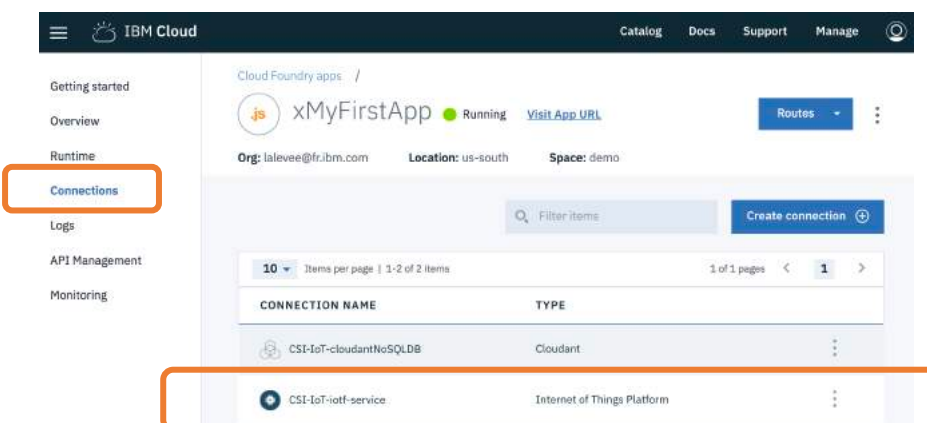 IBM Cloud Catalog Docs Support Manage
Getting started
Overview
Runtime
Connections
Logs
API Management
Monitoring
Cloud Foundry apps /
JS xMyFirstApp Running Visit App URL Routes
Org: lalevee@fr.ibm.com Location: us-south Space: demo
Filter items Create connection
10 Items per page | 1-2 of 2 items 1 of 1 pages < 1 >
CONNECTION NAME TYPE
CSI-IoT-cloudantNoSQLDB Cloudant
CSI-IoT-iotf-service Internet of Things Platform